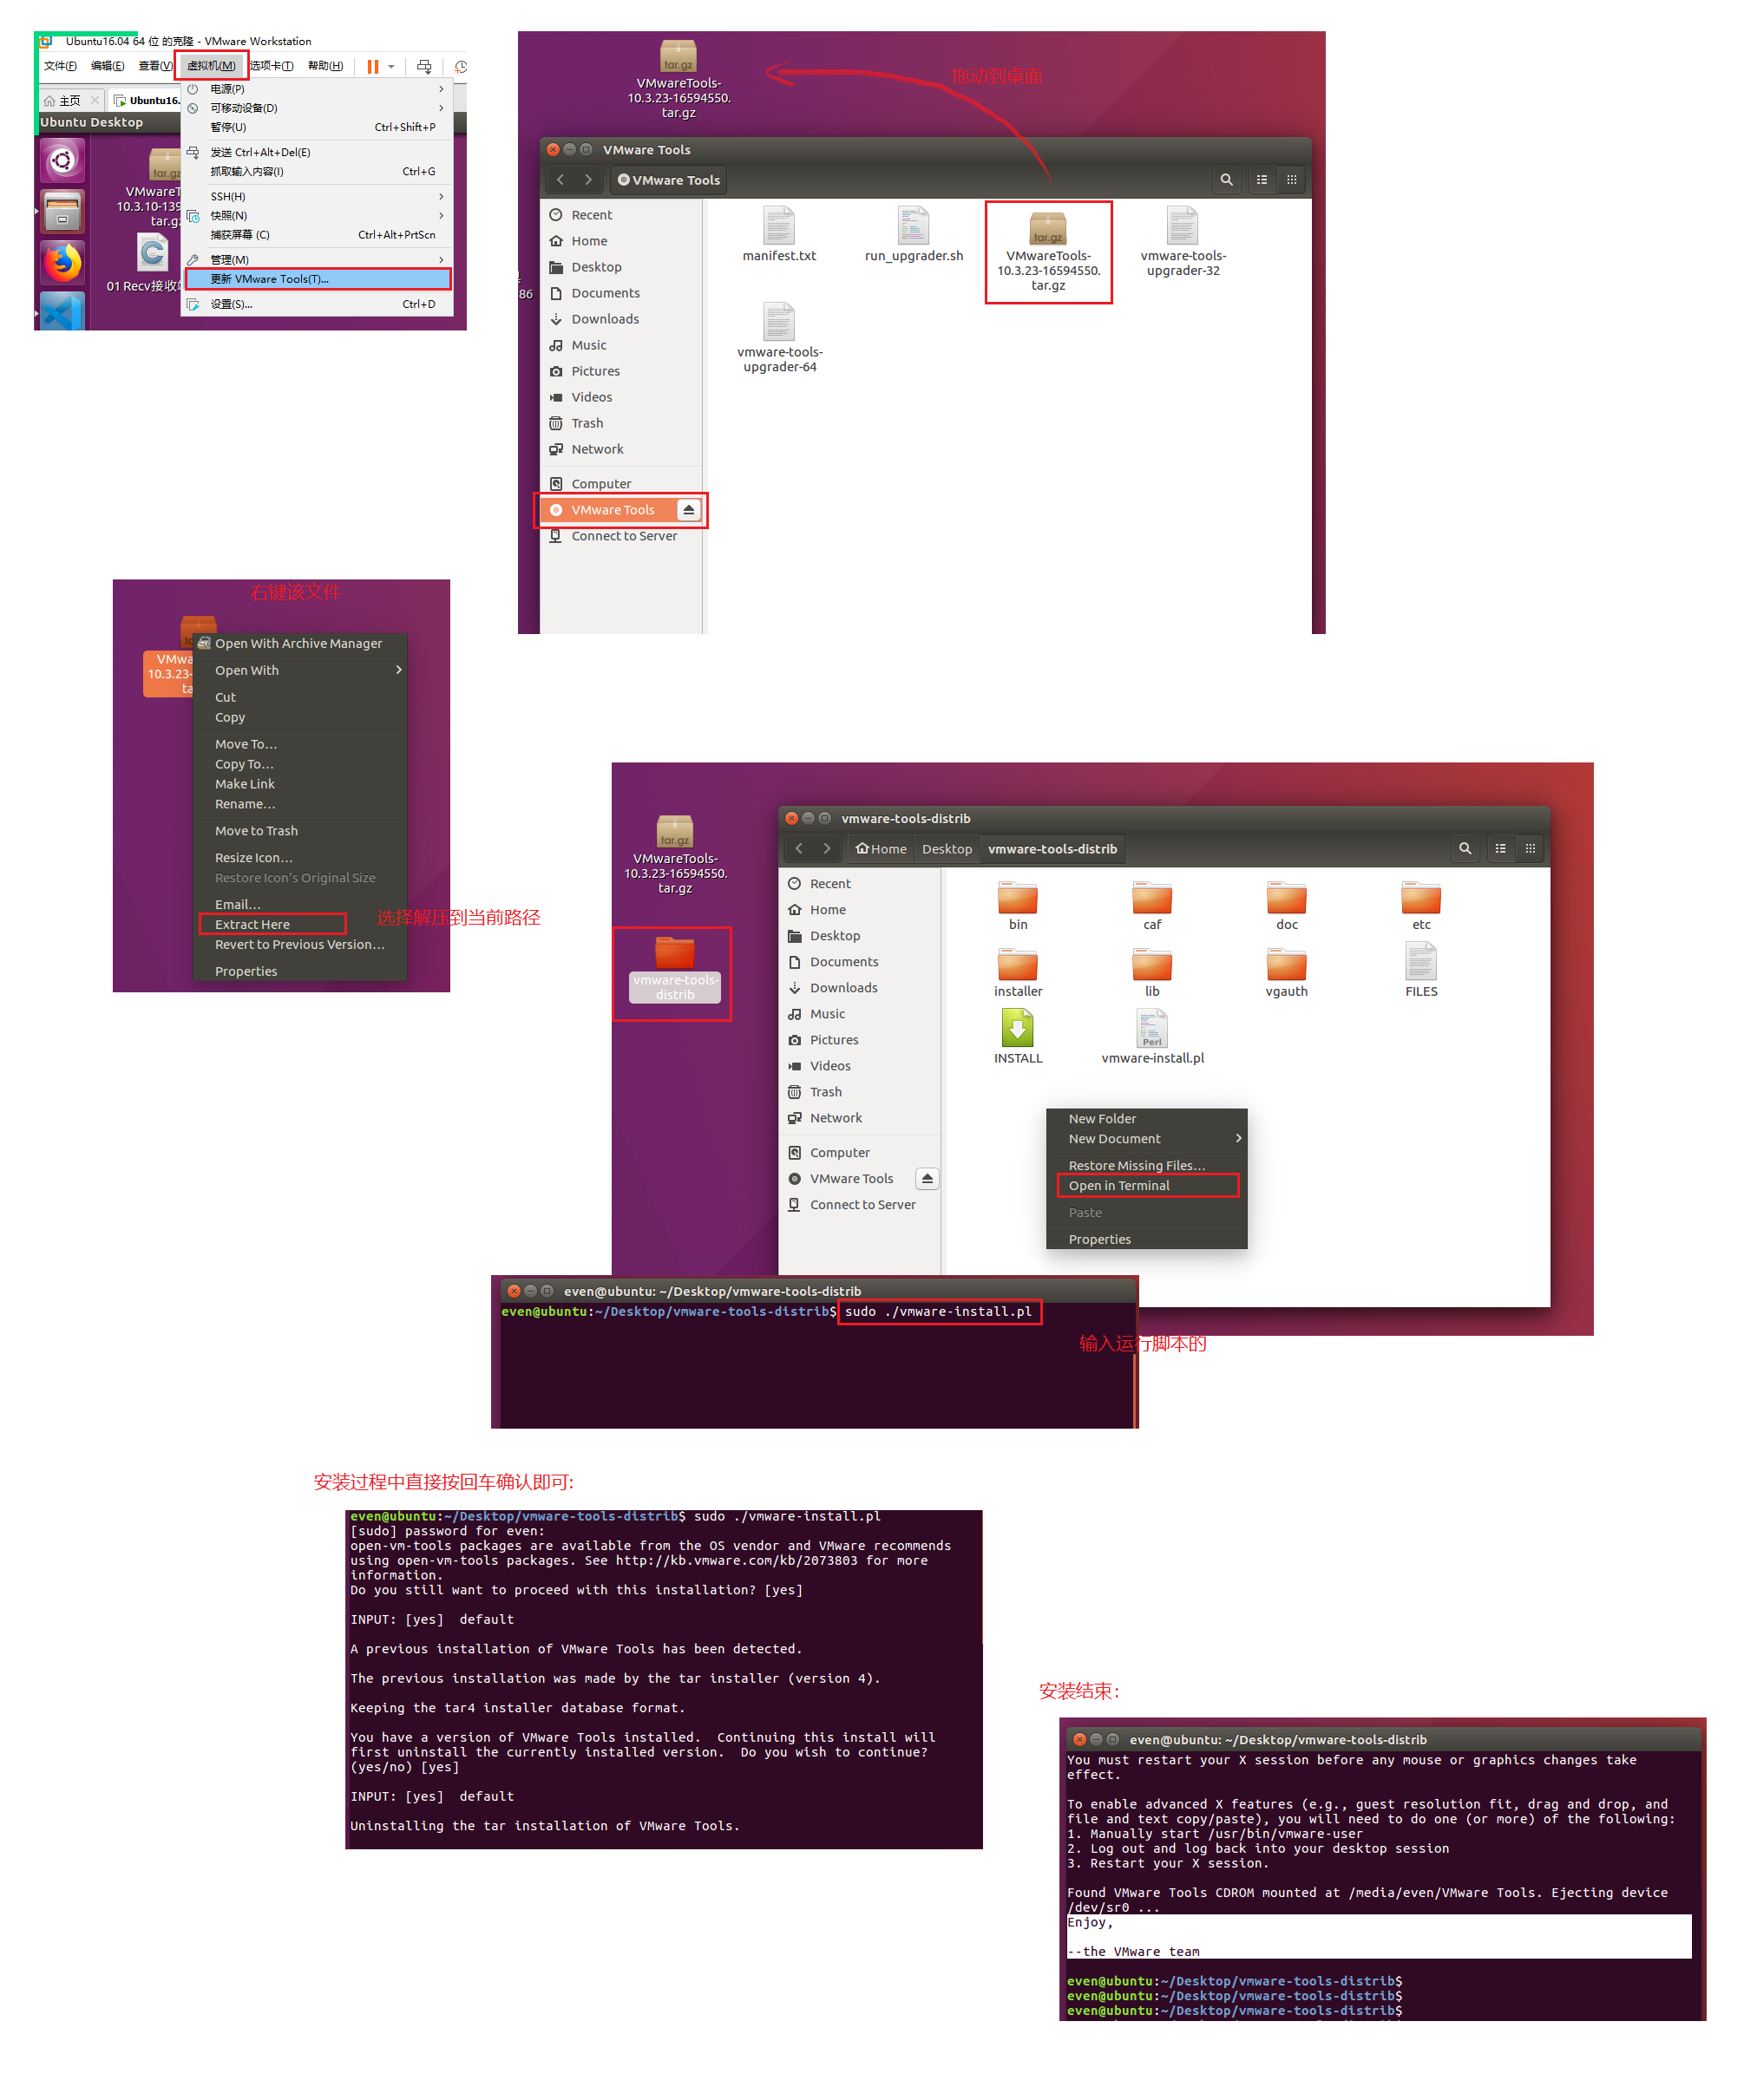 Ubuntu16.04 64 位 的克隆 - VMware Workstation
文件(F) 编辑(E) 查看(V) 虚拟机(M) 选项卡(T) 帮助(H)
主页 Ubuntu16.
Ubuntu Desktop
电源(P)
可移动设备(D)
暂停(U) Ctrl+Shift+P
发送 Ctrl+Alt+Del(E)
抓取输入内容(I) Ctrl+G
SSH(H)
快照(N)
捕获屏幕 (C) Ctrl+Alt+PrtScn
管理(M)
更新 VMware Tools(T)...
设置(S)... Ctrl+D
tar.gz
VMwareT
10.3.10-139
tar.gz
01 Recv接收
tar.gz
VMwareTools-
10.3.23-16594550.
tar.gz
拖动到桌面
VMware Tools
VMware Tools
86
Recent
Home
Desktop
Documents
Downloads
Music
Pictures
Videos
Trash
Network
Computer
VMware Tools
Connect to Server
manifest.txt
run_upgrader.sh
tar.gz
VMwareTools-
10.3.23-16594550.
tar.gz
vmware-tools-
upgrader-32
vmware-tools-
upgrader-64
右键该文件
VMwa
10.3.23-
ta
Open With Archive Manager
Open With
Cut
Copy
Move To…
Copy To…
Make Link
Rename…
Move to Trash
Resize Icon…
Restore Icon's Original Size
Email…
Extract Here
Revert to Previous Version…
Properties
选择解压到当前路径
tar.gz
VMwareTools-
10.3.23-16594550.
tar.gz
vmware-tools-
distrib
vmware-tools-distrib
Home Desktop vmware-tools-distrib
Recent
Home
Desktop
Documents
Downloads
Music
Pictures
Videos
Trash
Network
Computer
VMware Tools
Connect to Server
bin caf doc etc
installer lib vgauth FILES
Perl
INSTALL vmware-install.pl
New Folder
New Document
Restore Missing Files…
Open in Terminal
Paste
Properties
even@ubuntu: ~/Desktop/vmware-tools-distrib
even@ubuntu:~/Desktop/vmware-tools-distrib$ sudo ./vmware-install.pl
输入运行脚本的
安装过程中直接按回车确认即可:
even@ubuntu:~/Desktop/vmware-tools-distrib$ sudo ./vmware-install.pl
[sudo] password for even:
open-vm-tools packages are available from the OS vendor and VMware recommends
using open-vm-tools packages. See http://kb.vmware.com/kb/2073803 for more
information.
Do you still want to proceed with this installation? [yes]
INPUT: [yes]  default
A previous installation of VMware Tools has been detected.
The previous installation was made by the tar installer (version 4).
Keeping the tar4 installer database format.
You have a version of VMware Tools installed.  Continuing this install will
first uninstall the currently installed version.  Do you wish to continue?
(yes/no) [yes]
INPUT: [yes]  default
Uninstalling the tar installation of VMware Tools.
安装结束:
even@ubuntu: ~/Desktop/vmware-tools-distrib
You must restart your X session before any mouse or graphics changes take
effect.
To enable advanced X features (e.g., guest resolution fit, drag and drop, and
file and text copy/paste), you will need to do one (or more) of the following:
1. Manually start /usr/bin/vmware-user
2. Log out and log back into your desktop session
3. Restart your X session.
Found VMware Tools CDROM mounted at /media/even/VMware Tools. Ejecting device
/dev/sr0 ...
Enjoy,
--the VMware team
even@ubuntu:~/Desktop/vmware-tools-distrib$
even@ubuntu:~/Desktop/vmware-tools-distrib$
even@ubuntu:~/Desktop/vmware-tools-distrib$